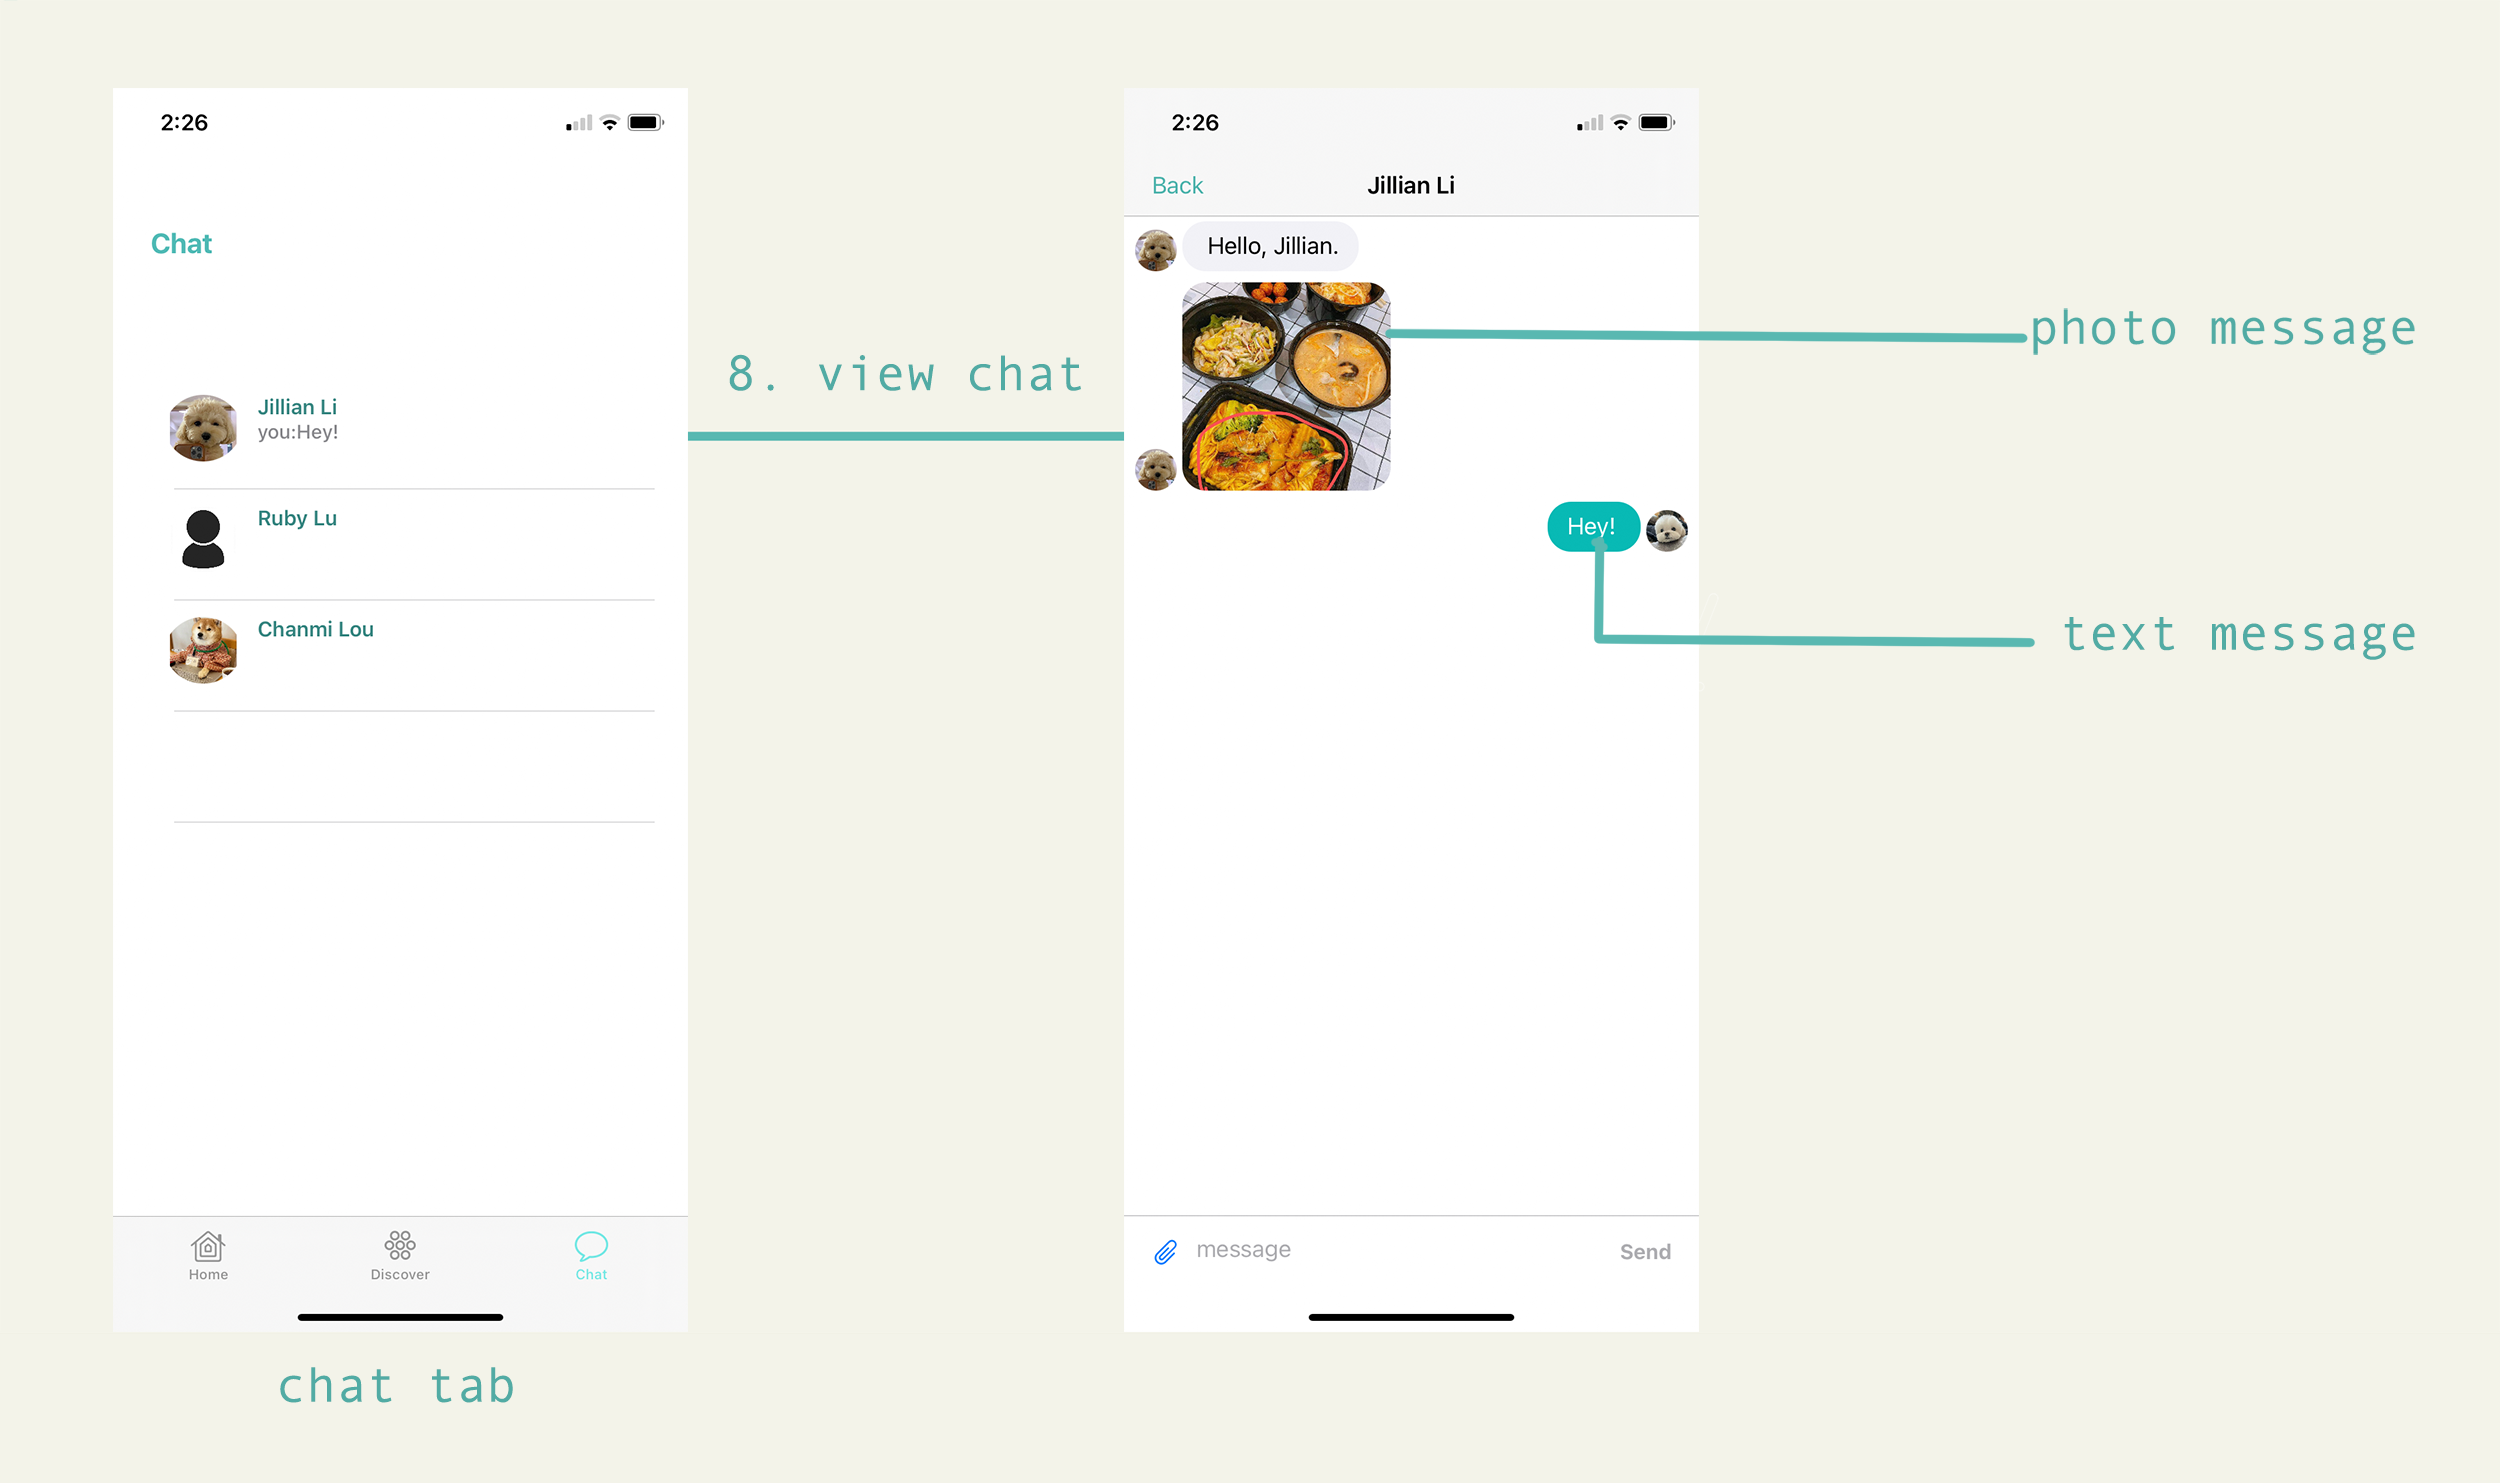 2:26
Chat
Jillian Li
you:Hey!
Ruby Lu
Chanmi Lou
Home
Discover
Chat
chat tab
8. view chat
2:26
Back
Jillian Li
Hello, Jillian.
Hey!
message
Send
photo message
text message